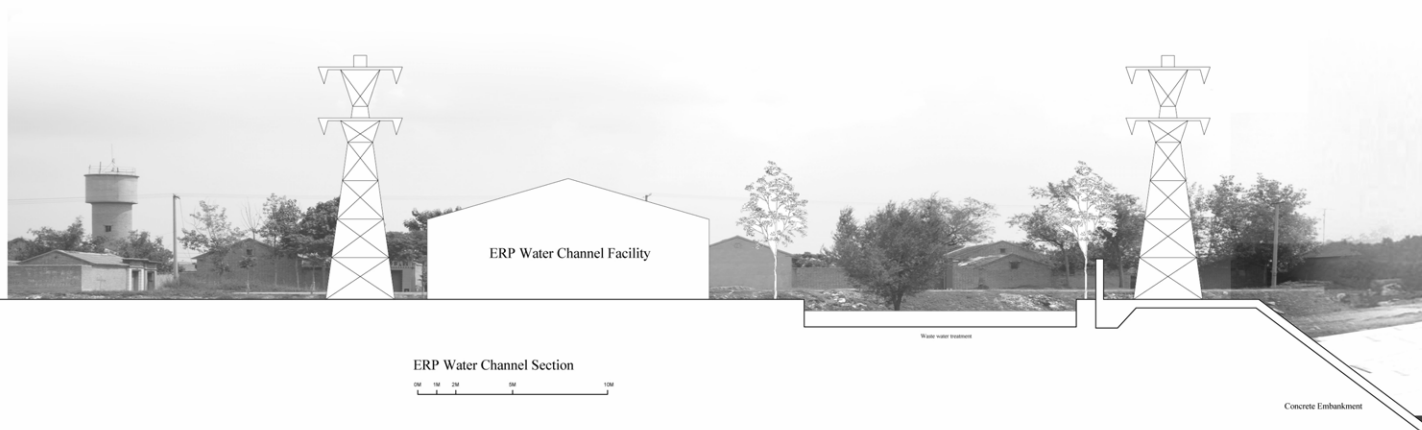 ERP Water Channel Facility
Waste water treatment
ERP Water Channel Section
0M 1M 2M 5M 10M
Concrete Embankment